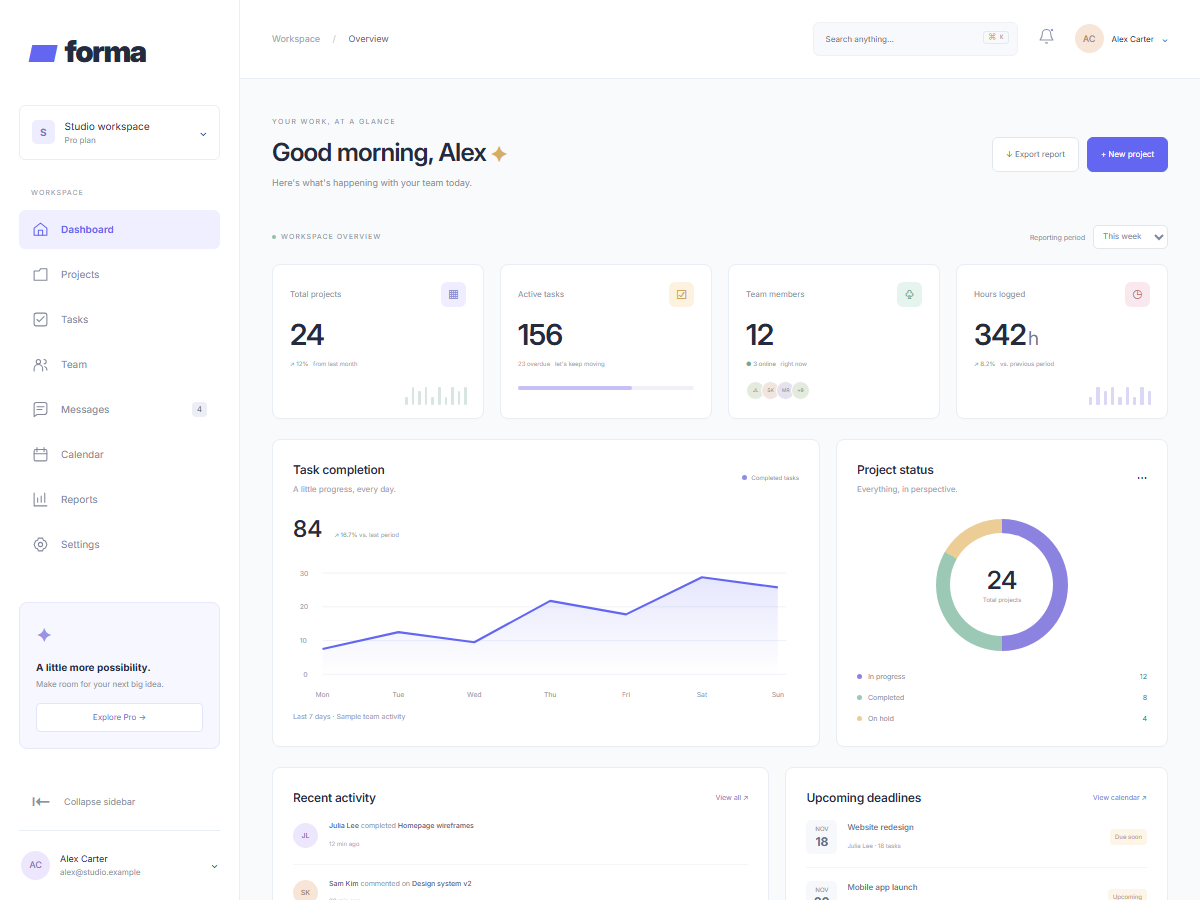 forma
Workspace / Overview
Search anything...
⌘ K
AC
Alex Carter
S
Studio workspace
Pro plan
WORKSPACE
Dashboard
Projects
Tasks
Team
Messages
4
Calendar
Reports
Settings
A little more possibility.
Make room for your next big idea.
Explore Pro →
Collapse sidebar
AC
Alex Carter
alex@studio.example
YOUR WORK, AT A GLANCE
Good morning, Alex
Here's what's happening with your team today.
↓ Export report
+ New project
WORKSPACE OVERVIEW
Reporting period
This week
Total projects
24
↗ 12% from last month
Active tasks
156
23 overdue let's keep moving
Team members
12
3 online right now
JL SK MR +8
Hours logged
342h
↗ 8.2% vs. previous period
Task completion
A little progress, every day.
Completed tasks
84
↗ 16.7% vs. last period
30
20
10
0
Mon Tue Wed Thu Fri Sat Sun
Last 7 days · Sample team activity
Project status
Everything, in perspective.
...
24
Total projects
In progress 12
Completed 8
On hold 4
Recent activity
View all ↗
JL
Julia Lee completed Homepage wireframes
12 min ago
SK
Sam Kim commented on Design system v2
Upcoming deadlines
View calendar ↗
NOV
18
Website redesign
Julia Lee · 16 tasks
Due soon
NOV
Mobile app launch
Upcoming